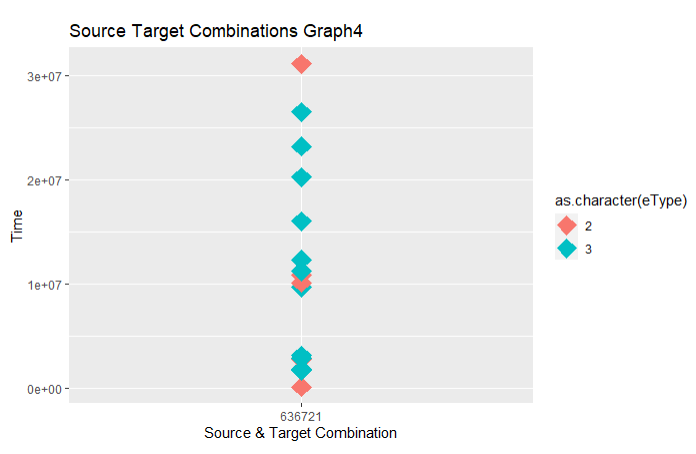 Source Target Combinations Graph4
3e+07
2e+07
1e+07
0e+00
Time
636721
Source & Target Combination
as.character(eType)
2
3